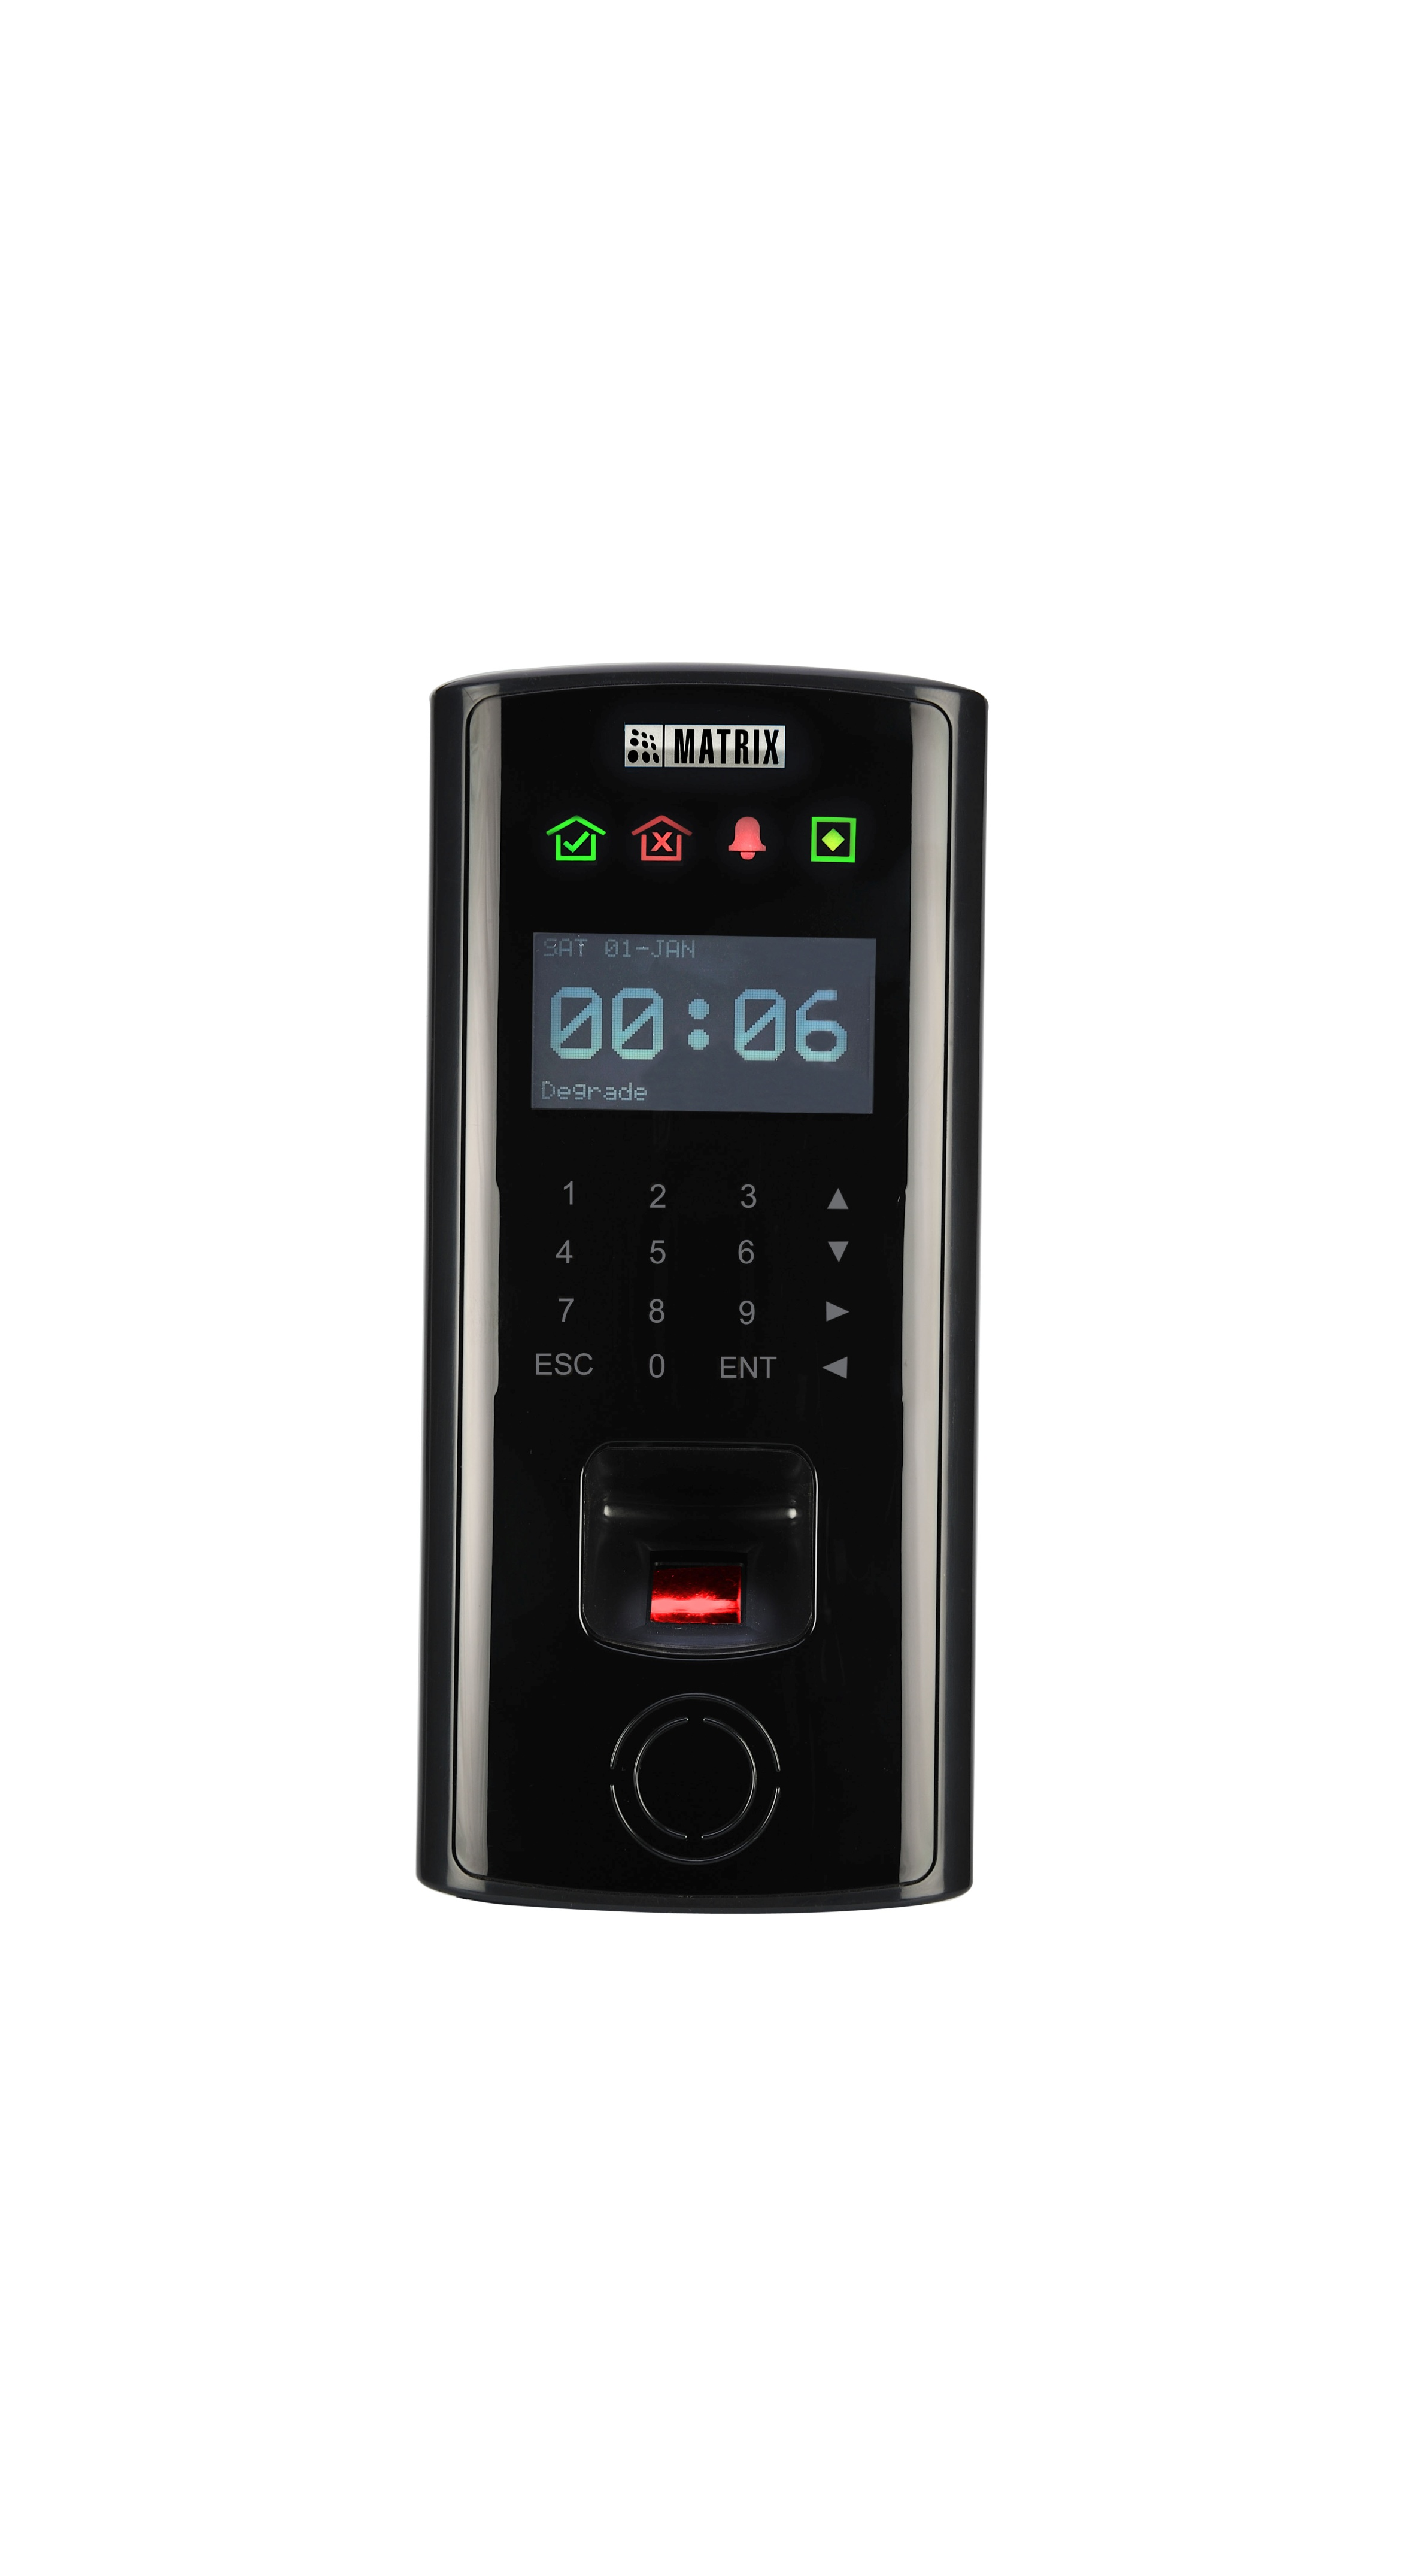 MATRIX
SAT 01-JAN
00:06
Degrade
1 2 3
4 5 6
7 8 9
ESC 0 ENT